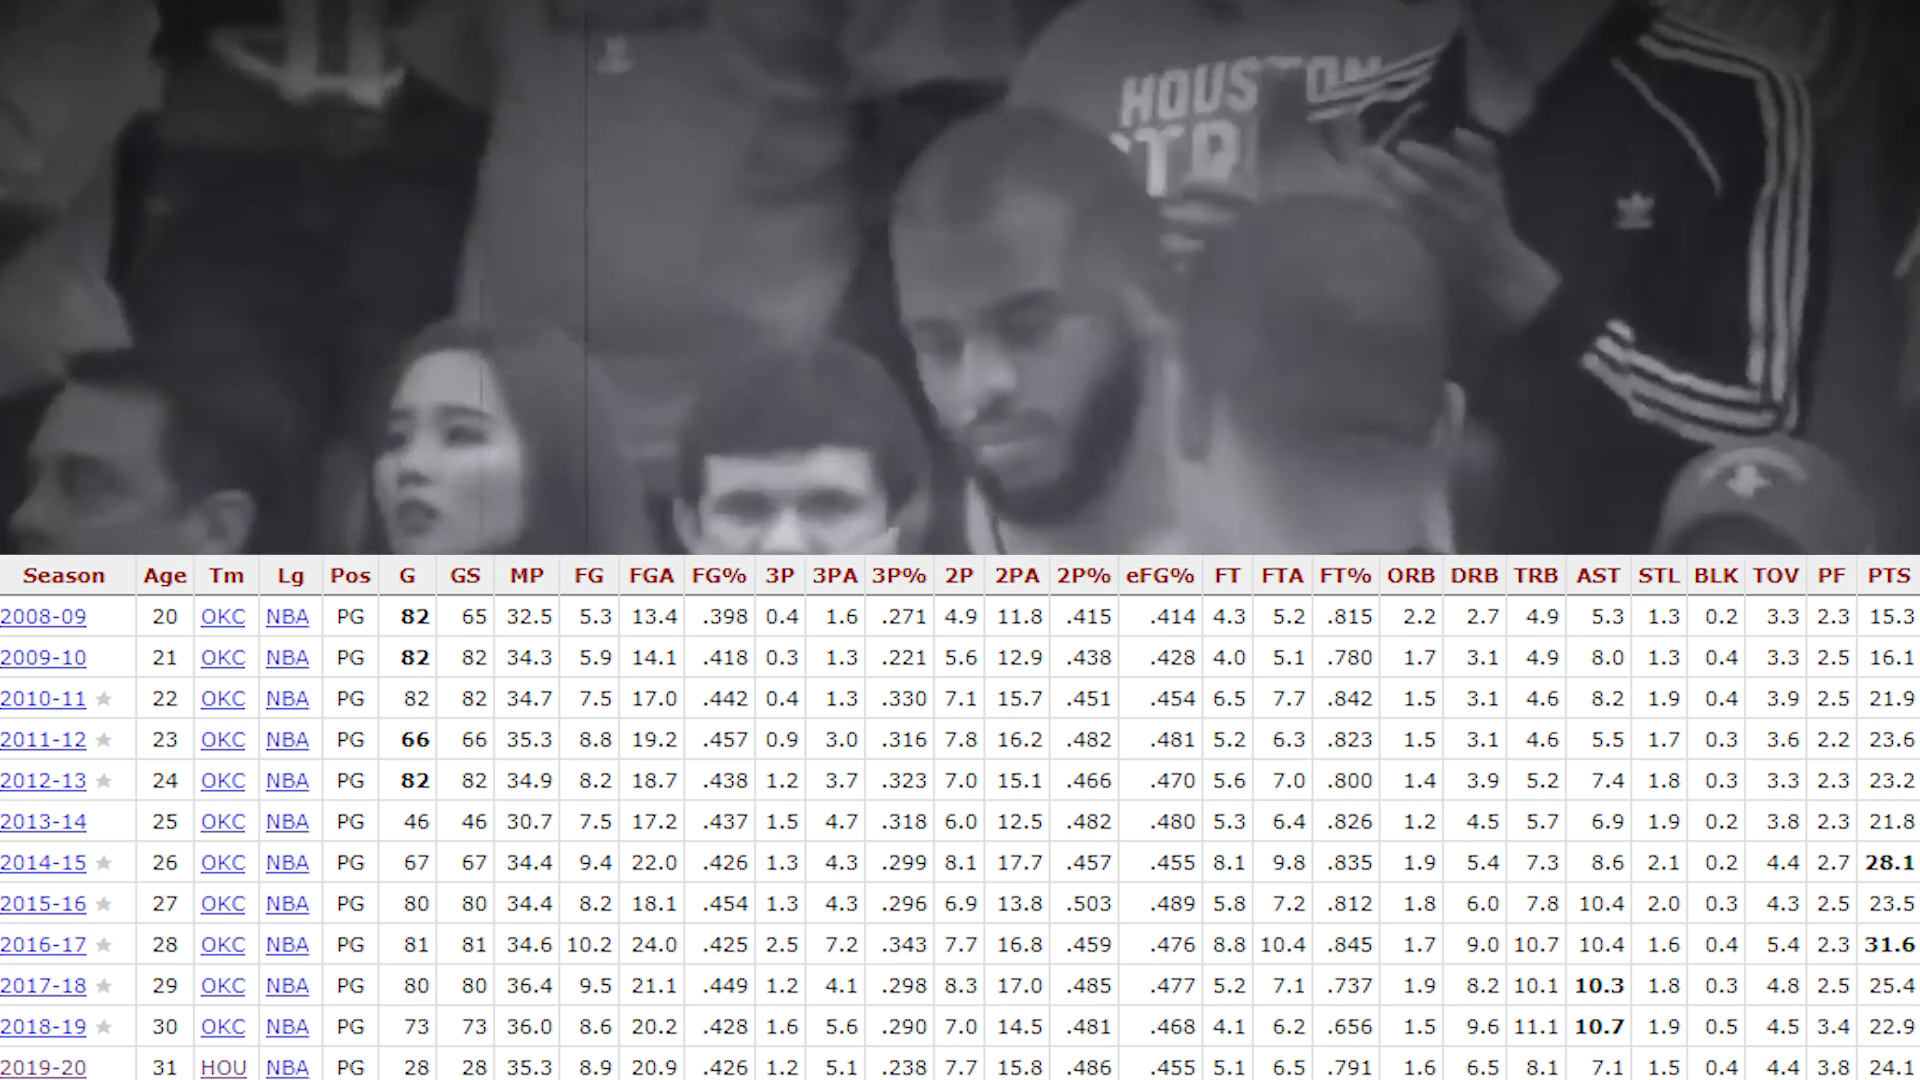 HOUSTON
STR
Season Age Tm Lg Pos G GS MP FG FGA FG% 3P 3PA 3P% 2P 2PA 2P% eFG% FT FTA FT% ORB DRB TRB AST STL BLK TOV PF PTS
2008-09 20 OKC NBA PG 82 65 32.5 5.3 13.4 .398 0.4 1.6 .271 4.9 11.8 .415 .414 4.3 5.2 .815 2.2 2.7 4.9 5.3 1.3 0.2 3.3 2.3 15.3
2009-10 21 OKC NBA PG 82 82 34.3 5.9 14.1 .418 0.3 1.3 .221 5.6 12.9 .438 .428 4.0 5.1 .780 1.7 3.1 4.9 8.0 1.3 0.4 3.3 2.5 16.1
2010-11 ★ 22 OKC NBA PG 82 82 34.7 7.5 17.0 .442 0.4 1.3 .330 7.1 15.7 .451 .454 6.5 7.7 .842 1.5 3.1 4.6 8.2 1.9 0.4 3.9 2.5 21.9
2011-12 ★ 23 OKC NBA PG 66 66 35.3 8.8 19.2 .457 0.9 3.0 .316 7.8 16.2 .482 .481 5.2 6.3 .823 1.5 3.1 4.6 5.5 1.7 0.3 3.6 2.2 23.6
2012-13 ★ 24 OKC NBA PG 82 82 34.9 8.2 18.7 .438 1.2 3.7 .323 7.0 15.1 .466 .470 5.6 7.0 .800 1.4 3.9 5.2 7.4 1.8 0.3 3.3 2.3 23.2
2013-14 25 OKC NBA PG 46 46 30.7 7.5 17.2 .437 1.5 4.7 .318 6.0 12.5 .482 .480 5.3 6.4 .826 1.2 4.5 5.7 6.9 1.9 0.2 3.8 2.3 21.8
2014-15 ★ 26 OKC NBA PG 67 67 34.4 9.4 22.0 .426 1.3 4.3 .299 8.1 17.7 .457 .455 8.1 9.8 .835 1.9 5.4 7.3 8.6 2.1 0.2 4.4 2.7 28.1
2015-16 ★ 27 OKC NBA PG 80 80 34.4 8.2 18.1 .454 1.3 4.3 .296 6.9 13.8 .503 .489 5.8 7.2 .812 1.8 6.0 7.8 10.4 2.0 0.3 4.3 2.5 23.5
2016-17 ★ 28 OKC NBA PG 81 81 34.6 10.2 24.0 .425 2.5 7.2 .343 7.7 16.8 .459 .476 8.8 10.4 .845 1.7 9.0 10.7 10.4 1.6 0.4 5.4 2.3 31.6
2017-18 ★ 29 OKC NBA PG 80 80 36.4 9.5 21.1 .449 1.2 4.1 .298 8.3 17.0 .485 .477 5.2 7.1 .737 1.9 8.2 10.1 10.3 1.8 0.3 4.8 2.5 25.4
2018-19 ★ 30 OKC NBA PG 73 73 36.0 8.6 20.2 .428 1.6 5.6 .290 7.0 14.5 .481 .468 4.1 6.2 .656 1.5 9.6 11.1 10.7 1.9 0.5 4.5 3.4 22.9
2019-20 31 HOU NBA PG 28 28 35.3 8.9 20.9 .426 1.2 5.1 .238 7.7 15.8 .486 .455 5.1 6.5 .791 1.6 6.5 8.1 7.1 1.5 0.4 4.4 3.8 24.1